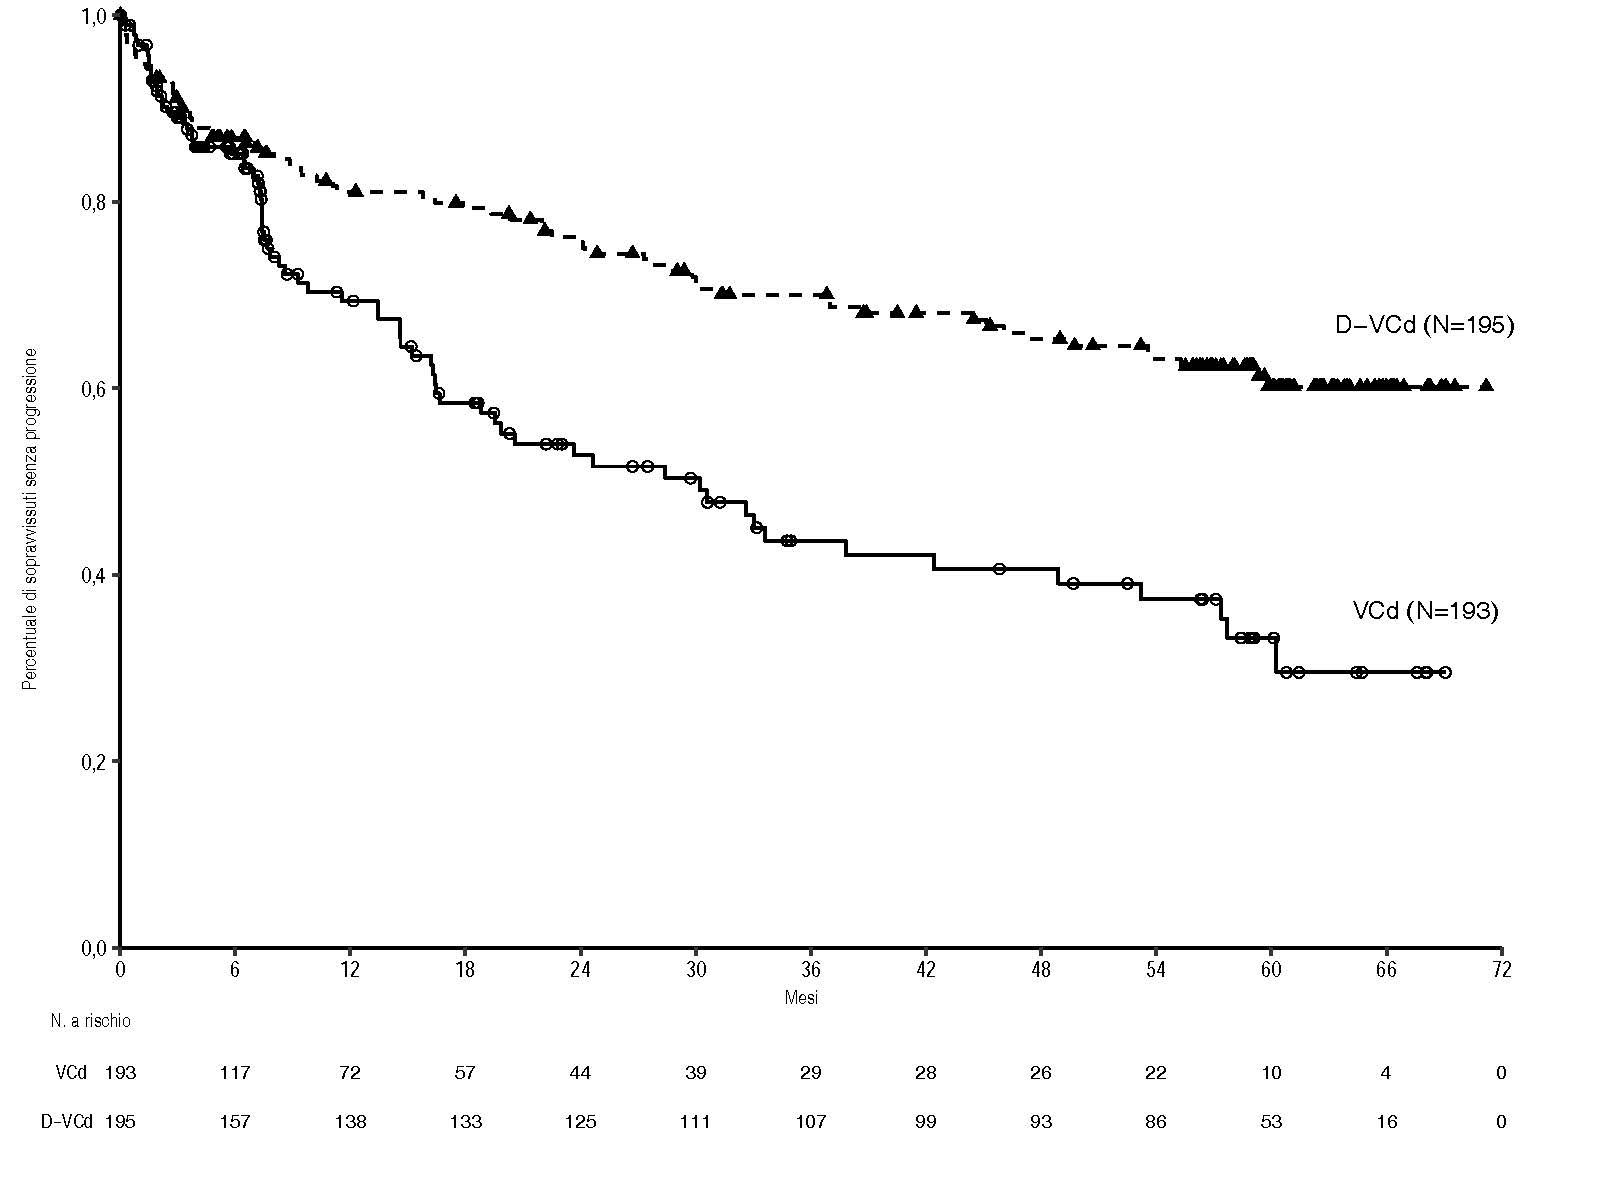 Percentuale di sopravvissuti senza progressione
1,0
0,8
0,6
0,4
0,2
0,0
D–VCd (N=195)
VCd (N=193)
0 6 12 18 24 30 36 42 48 54 60 66 72
Mesi
N. a rischio
VCd 193 117 72 57 44 39 29 28 26 22 10 4 0
D–VCd 195 157 138 133 125 111 107 99 93 86 53 16 0